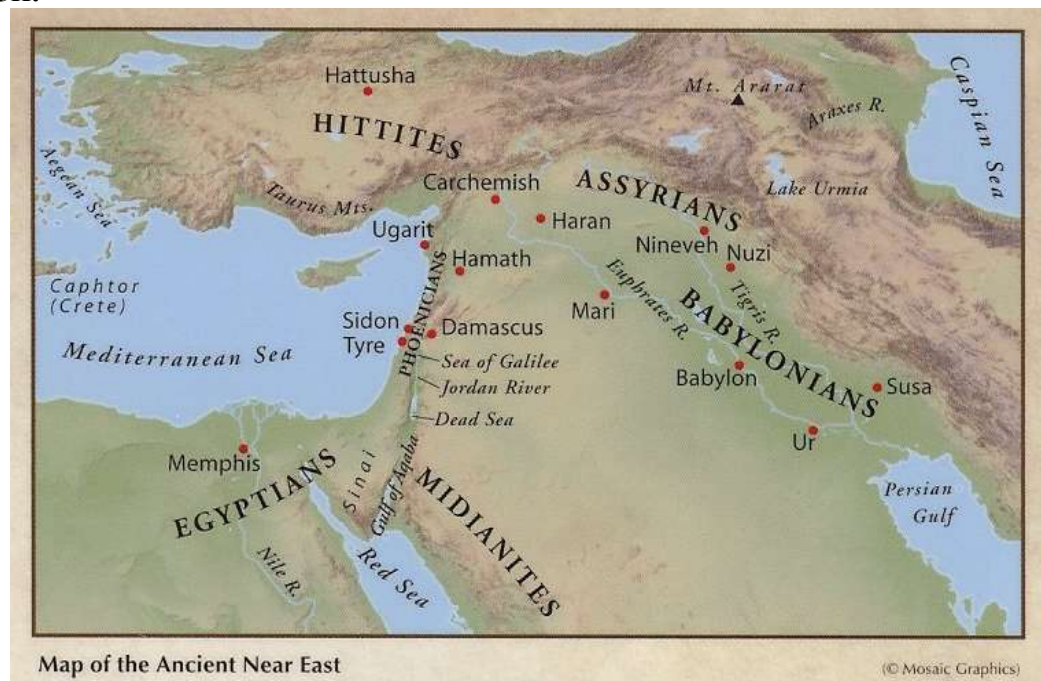 Hattusha
HITTITES
Mt. Ararat
Araxes R.
Caspian Sea
Aegean Sea
Taurus Mts.
Carchemish
Haran
ASSYRIANS
Lake Urmia
Ugarit
Hamath
Nineveh
Nuzi
Caphtor
(Crete)
PHOENICIANS
Mari
Euphrates R.
Tigris R.
BABYLONIANS
Sidon
Tyre
Damascus
Mediterranean Sea
Sea of Galilee
Jordan River
Dead Sea
Babylon
Susa
Ur
Memphis
EGYPTIANS
Sinai
Gulf of Aqaba
MIDIANITES
Persian
Gulf
Nile R.
Red Sea
Map of the Ancient Near East
(© Mosaic Graphics)